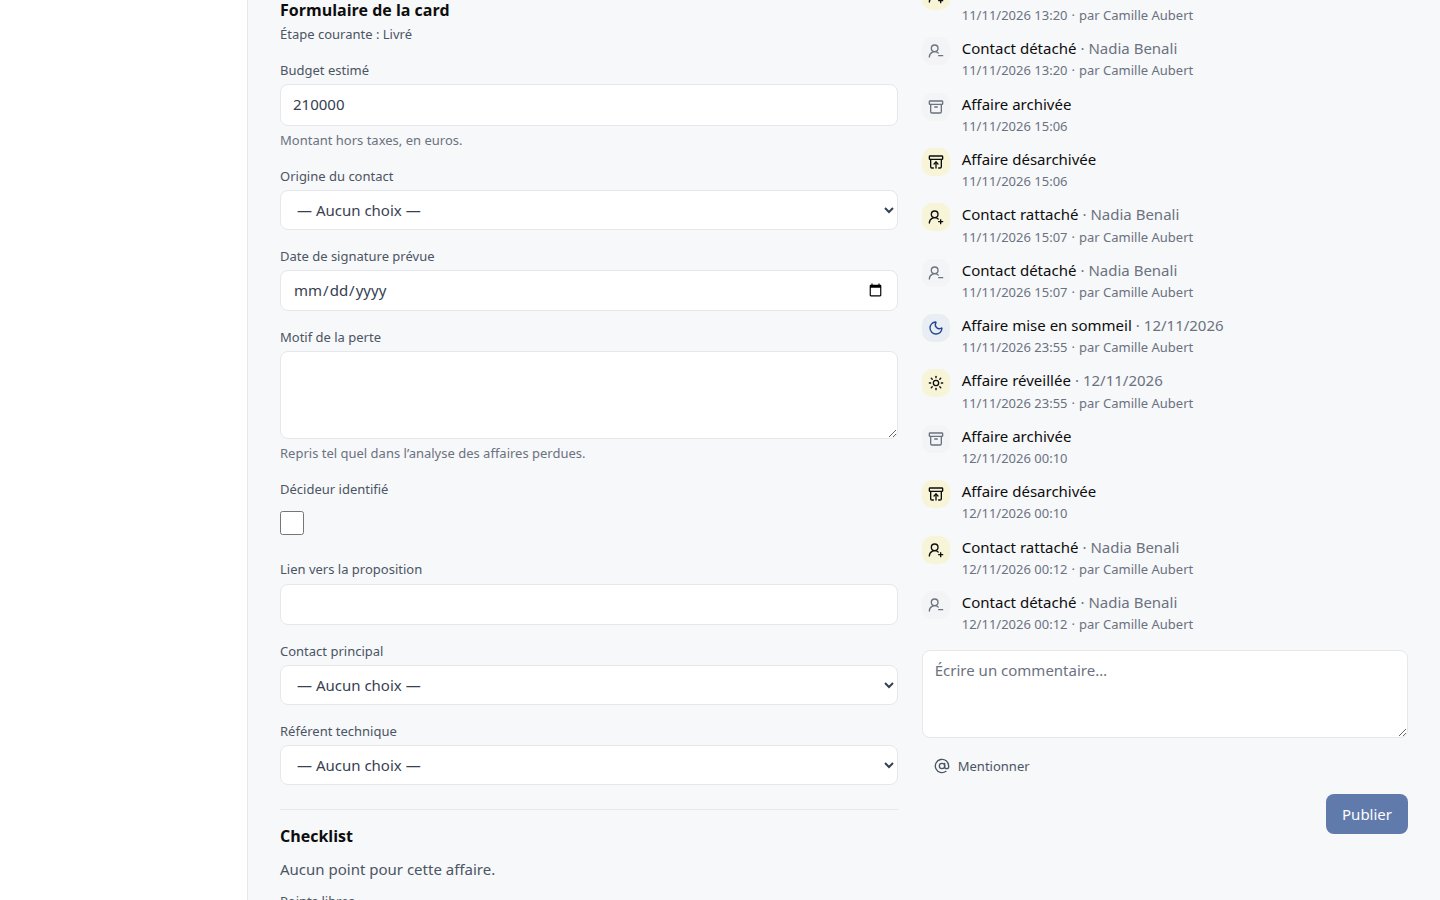 Formulaire de la card
Étape courante : Livré
Budget estimé
210000
Montant hors taxes, en euros.
Origine du contact
— Aucun choix —
Date de signature prévue
mm/dd/yyyy
Motif de la perte
Repris tel quel dans l’analyse des affaires perdues.
Décideur identifié
Lien vers la proposition
Contact principal
— Aucun choix —
Référent technique
— Aucun choix —
Checklist
Aucun point pour cette affaire.
Points libres
11/11/2026 13:20 · par Camille Aubert
Contact détaché · Nadia Benali
11/11/2026 13:20 · par Camille Aubert
Affaire archivée
11/11/2026 15:06
Affaire désarchivée
11/11/2026 15:06
Contact rattaché · Nadia Benali
11/11/2026 15:07 · par Camille Aubert
Contact détaché · Nadia Benali
11/11/2026 15:07 · par Camille Aubert
Affaire mise en sommeil · 12/11/2026
11/11/2026 23:55 · par Camille Aubert
Affaire réveillée · 12/11/2026
11/11/2026 23:55 · par Camille Aubert
Affaire archivée
12/11/2026 00:10
Affaire désarchivée
12/11/2026 00:10
Contact rattaché · Nadia Benali
12/11/2026 00:12 · par Camille Aubert
Contact détaché · Nadia Benali
12/11/2026 00:12 · par Camille Aubert
Écrire un commentaire…
Mentionner
Publier